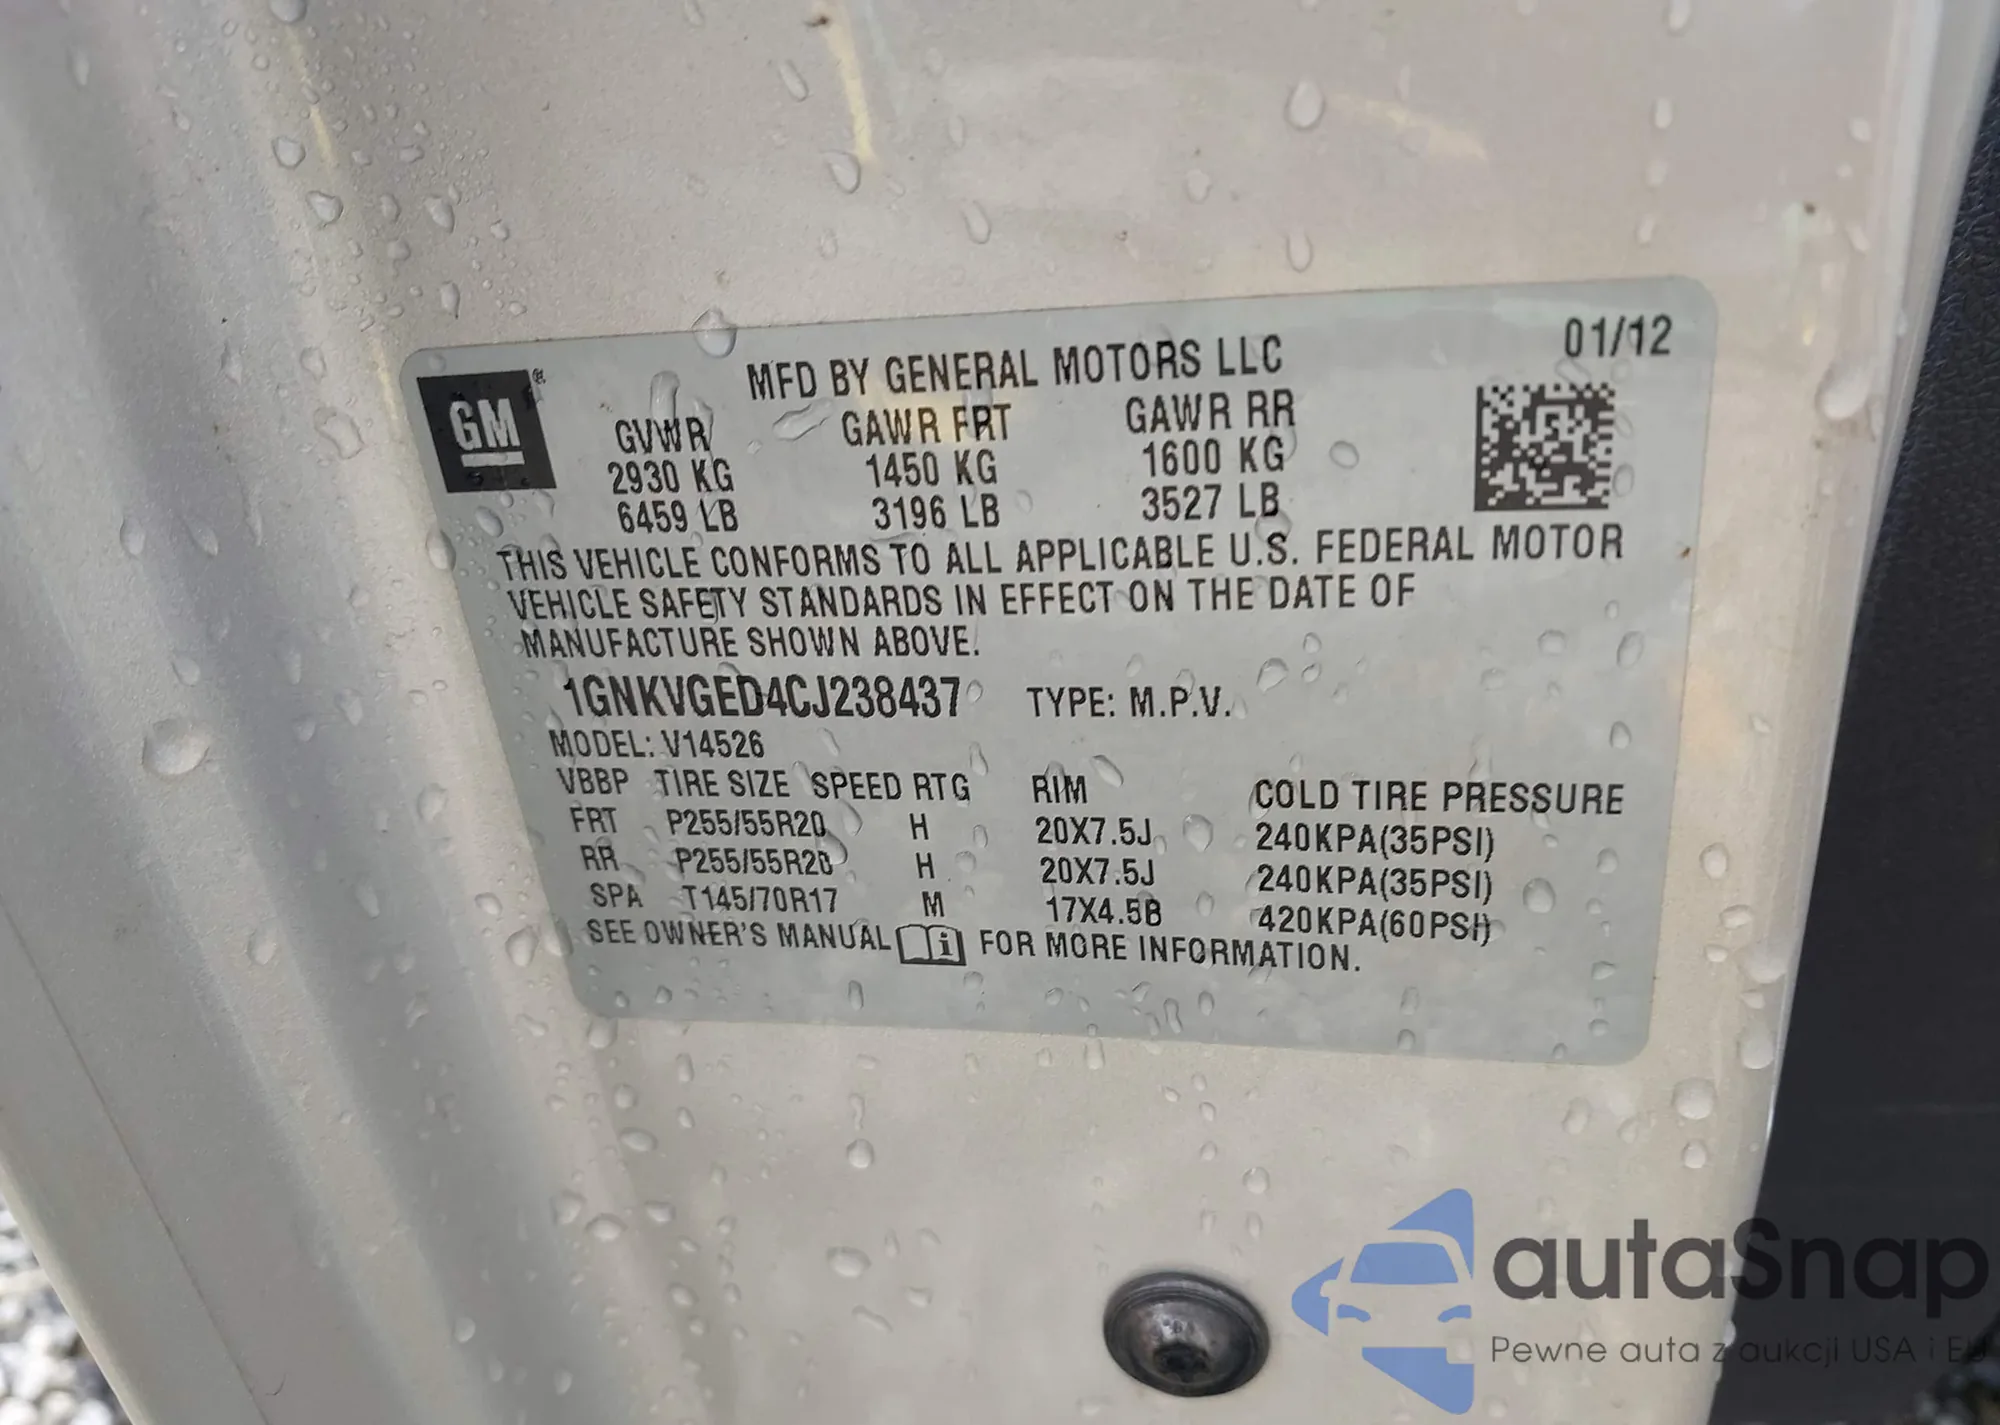 MFD BY GENERAL MOTORS LLC 01/12
GM ®
GVWR GAWR FRT GAWR RR
2930 KG 1450 KG 1600 KG
6459 LB 3196 LB 3527 LB
THIS VEHICLE CONFORMS TO ALL APPLICABLE U.S. FEDERAL MOTOR
VEHICLE SAFETY STANDARDS IN EFFECT ON THE DATE OF
MANUFACTURE SHOWN ABOVE.
1GNKVGED4CJ238437 TYPE: M.P.V.
MODEL: V14526
VBBP TIRE SIZE SPEED RTG RIM COLD TIRE PRESSURE
FRT P255/55R20 H 20X7.5J 240KPA(35PSI)
RR P255/55R20 H 20X7.5J 240KPA(35PSI)
SPA T145/70R17 M 17X4.5B 420KPA(60PSI)
SEE OWNER'S MANUAL i FOR MORE INFORMATION.
autaSnap
Pewne auta z aukcji USA i EU